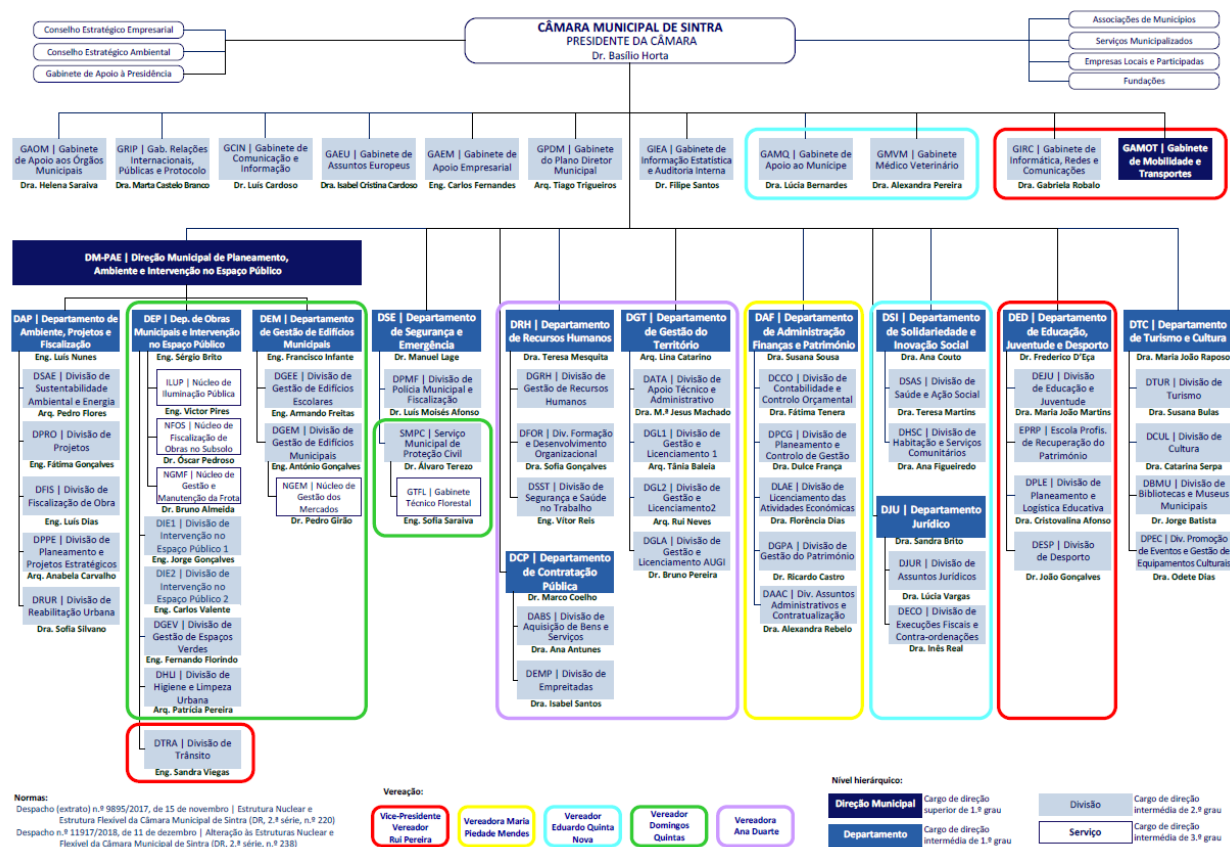 CÂMARA MUNICIPAL DE SINTRA
PRESIDENTE DA CÂMARA
Dr. Basílio Horta
Conselho Estratégico Empresarial
Conselho Estratégico Ambiental
Gabinete de Apoio à Presidência
Associações de Municípios
Serviços Municipalizados
Empresas Locais e Participadas
Fundações
GAOM | Gabinete
de Apoio aos Órgãos
Municipais
Dra. Helena Saraiva
GRIP | Gab. Relações
Internacionais,
Públicas e Protocolo
Dra. Marta Castelo Branco
GCIN | Gabinete de
Comunicação e
Informação
Dr. Luís Cardoso
GAEU | Gabinete de
Assuntos Europeus
Dra. Isabel Cristina Cardoso
GAEM | Gabinete de
Apoio Empresarial
Eng. Carlos Fernandes
GPDM | Gabinete
do Plano Diretor
Municipal
Arq. Tiago Trigueiros
GIEA | Gabinete de
Informação Estatística
e Auditoria Interna
Dr. Filipe Santos
GAMQ | Gabinete de
Apoio ao Munícipe
Dra. Lúcia Bernardes
GMVM | Gabinete
Médico Veterinário
Dra. Alexandra Pereira
GIRC | Gabinete de
Informática, Redes e
Comunicações
Dra. Gabriela Robalo
GAMOT | Gabinete
de Mobilidade e
Transportes
DM-PAE | Direção Municipal de Planeamento,
Ambiente e Intervenção no Espaço Público
DAP | Departamento de
Ambiente, Projetos e
Fiscalização
Eng. Luís Nunes
DSAE | Divisão de
Sustentabilidade
Ambiental e Energia
Arq. Pedro Flores
DPRO | Divisão de
Projetos
Eng. Fátima Gonçalves
DFIS | Divisão de
Fiscalização de Obra
Eng. Luís Dias
DPPE | Divisão de
Planeamento e
Projetos Estratégicos
Arq. Anabela Carvalho
DRUR | Divisão de
Reabilitação Urbana
Dra. Sofia Silvano
DEP | Dep. de Obras
Municipais e Intervenção
no Espaço Público
Eng. Sérgio Brito
ILUP | Núcleo de
Iluminação Pública
Eng. Victor Pires
NFOS | Núcleo de
Fiscalização de
Obras no Subsolo
Dr. Óscar Pedroso
NGMF | Núcleo de
Gestão e
Manutenção da Frota
Dr. Bruno Almeida
DIE1 | Divisão de
Intervenção no
Espaço Público 1
Eng. Jorge Gonçalves
DIE2 | Divisão de
Intervenção no
Espaço Público 2
Eng. Carlos Valente
DGEV | Divisão de
Gestão de Espaços
Verdes
Eng. Fernando Florindo
DHLI | Divisão de
Higiene e Limpeza
Urbana
Arq. Patrícia Pereira
DTRA | Divisão de
Trânsito
Eng. Sandra Viegas
DEM | Departamento
de Gestão de Edifícios
Municipais
Eng. Francisco Infante
DGEE | Divisão de
Gestão de Edifícios
Escolares
Eng. Armando Freitas
DGEM | Divisão de
Gestão de Edifícios
Municipais
Eng. António Gonçalves
NGEM | Núcleo de
Gestão dos
Mercados
Dr. Pedro Girão
DSE | Departamento
de Segurança e
Emergência
Dr. Manuel Lage
DPMF | Divisão de
Polícia Municipal e
Fiscalização
Dr. Luís Moisés Afonso
SMPC | Serviço
Municipal de
Proteção Civil
Dr. Álvaro Terezo
GTFL | Gabinete
Técnico Florestal
Eng. Sofia Saraiva
DRH | Departamento
de Recursos Humanos
Dra. Teresa Mesquita
DGRH | Divisão de
Gestão de Recursos
Humanos
DFOR | Div. Formação
e Desenvolvimento
Organizacional
Dra. Sofia Gonçalves
DSST | Divisão de
Segurança e Saúde
no Trabalho
Eng. Vítor Reis
DCP | Departamento
de Contratação
Pública
Dr. Marco Coelho
DABS | Divisão de
Aquisição de Bens e
Serviços
Dra. Ana Antunes
DEMP | Divisão de
Empreitadas
Dra. Isabel Santos
DGT | Departamento
de Gestão do
Território
Arq. Lina Catarino
DATA | Divisão de
Apoio Técnico e
Administrativo
Dra. M.ª Jesus Machado
DGL1 | Divisão de
Gestão e
Licenciamento 1
Arq. Tânia Baleia
DGL2 | Divisão de
Gestão e
Licenciamento2
Arq. Rui Neves
DGLA | Divisão de
Gestão e
Licenciamento AUGI
Dr. Bruno Pereira
DAF | Departamento
de Administração
Finanças e Património
Dra. Susana Sousa
DCCO | Divisão de
Contabilidade e
Controlo Orçamental
Dra. Fátima Tenera
DPCG | Divisão de
Planeamento e
Controlo de Gestão
Dra. Dulce França
DLAE | Divisão de
Licenciamento das
Atividades Económicas
Dra. Florência Dias
DGPA | Divisão de
Gestão do Património
Dr. Ricardo Castro
DAAC | Div. Assuntos
Administrativos e
Contratualização
Dra. Alexandra Rebelo
DSI | Departamento
de Solidariedade e
Inovação Social
Dra. Ana Couto
DSAS | Divisão de
Saúde e Ação Social
Dra. Teresa Martins
DHSC | Divisão de
Habitação e Serviços
Comunitários
Dra. Ana Figueiredo
DJU | Departamento
Jurídico
Dra. Sandra Brito
DJUR | Divisão de
Assuntos Jurídicos
Dra. Lúcia Vargas
DECO | Divisão de
Execuções Fiscais e
Contra-ordenações
Dra. Inês Real
DED | Departamento
de Educação,
Juventude e Desporto
Dr. Frederico D'Eça
DEJU | Divisão de
Educação e
Juventude
Dra. Maria João Martins
EPRP | Escola Profis.
de Recuperação do
Património
DPLE | Divisão de
Planeamento e
Logística Educativa
Dra. Cristovalina Afonso
DESP | Divisão
de Desporto
Dr. João Gonçalves
DTC | Departamento
de Turismo e Cultura
Dra. Maria João Raposo
DTUR | Divisão de
Turismo
Dra. Susana Bulas
DCUL | Divisão de
Cultura
Dra. Catarina Serpa
DBMU | Divisão de
Bibliotecas e Museus
Municipais
Dr. Jorge Batista
DPEC | Div. Promoção
de Eventos e Gestão de
Equipamentos Culturais
Dra. Odete Dias
Normas:
Despacho (extrato) n.º 9895/2017, de 15 de novembro | Estrutura Nuclear e
Estrutura Flexível da Câmara Municipal de Sintra (DR, 2.ª série, n.º 220)
Despacho n.º 11917/2018, de 11 de dezembro | Alteração às Estruturas Nuclear e
Flexível da Câmara Municipal de Sintra (DR, 2.ª série, n.º 238)
Vereação:
Vice-Presidente
Vereador
Rui Pereira
Vereadora Maria
Piedade Mendes
Vereador
Eduardo Quinta
Nova
Vereador
Domingos
Quintas
Vereadora
Ana Duarte
Nível hierárquico:
Direção Municipal
Cargo de direção
superior de 1.º grau
Departamento
Cargo de direção
intermédia de 1.º grau
Divisão
Cargo de direção
intermédia de 2.º grau
Serviço
Cargo de direção
intermédia de 3.º grau